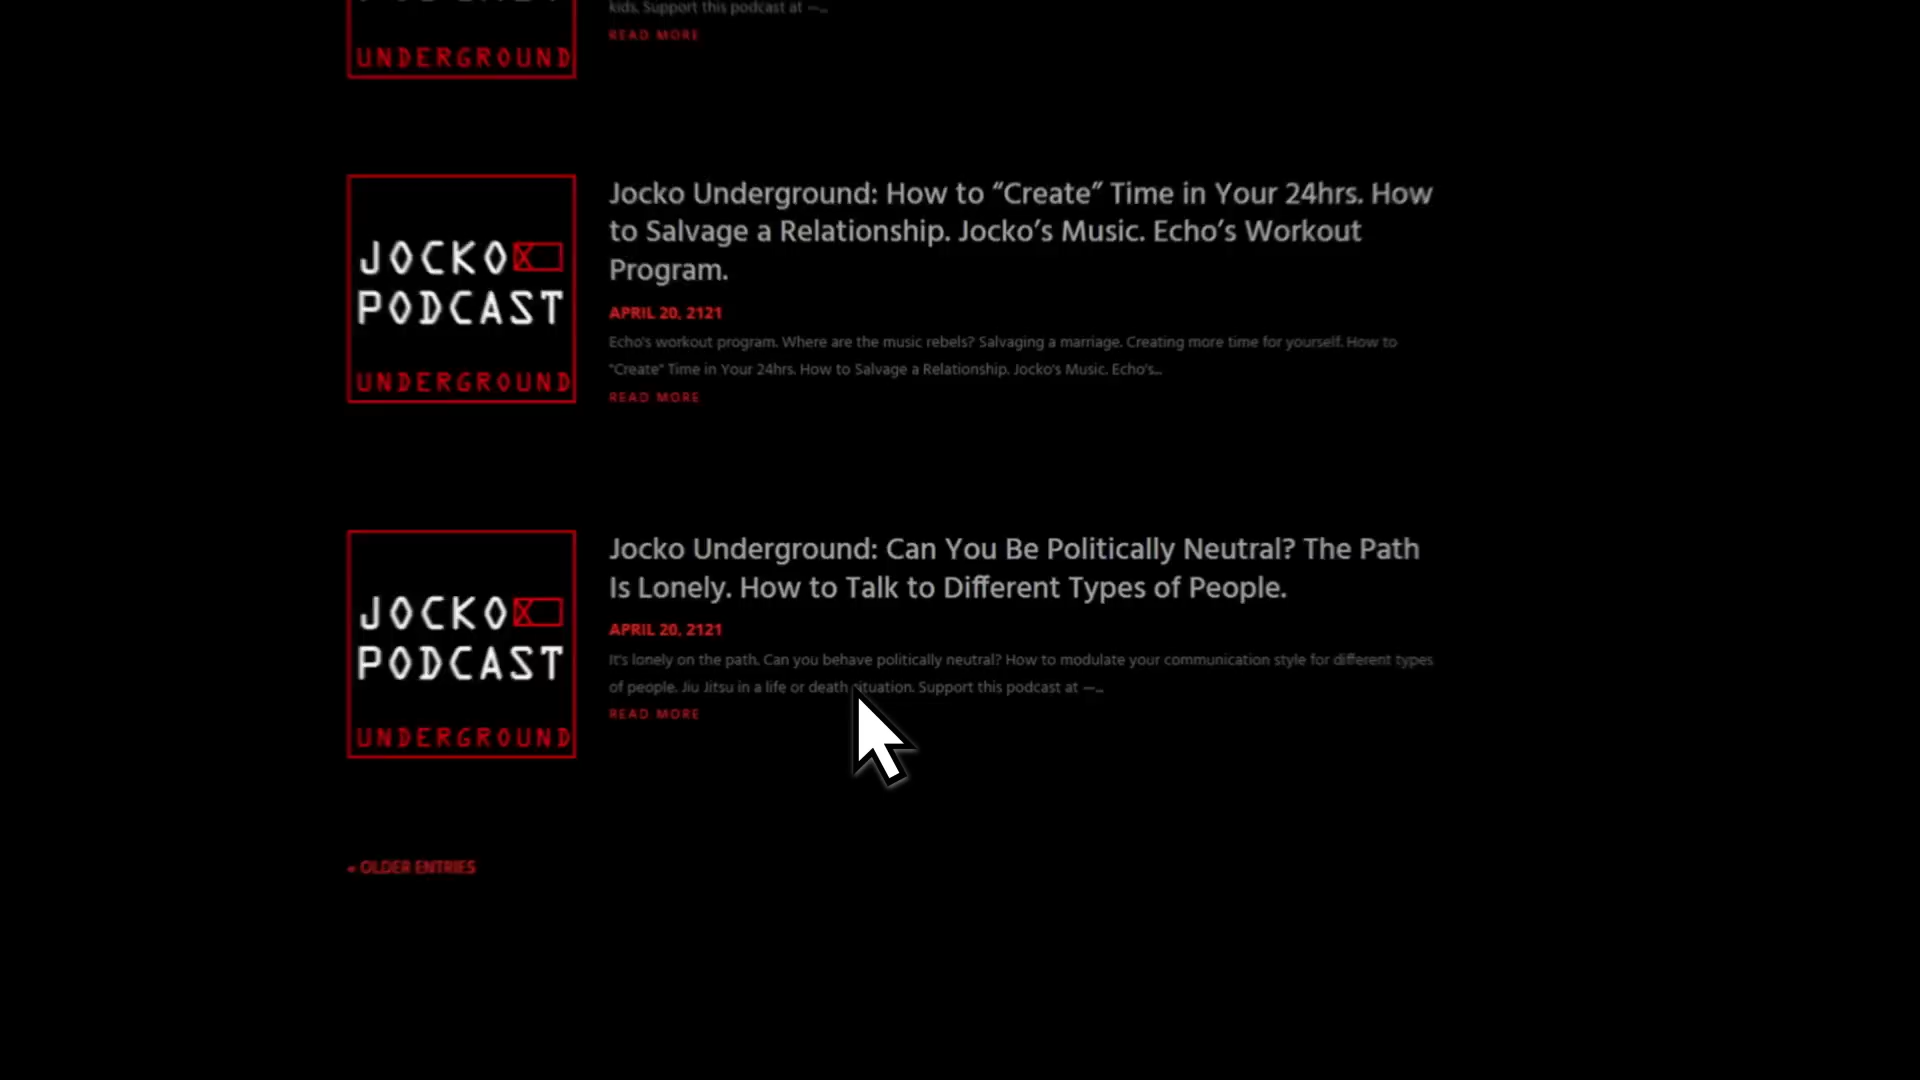 kids. Support this podcast at —...
READ MORE
UNDERGROUND
Jocko Underground: How to “Create” Time in Your 24hrs. How
to Salvage a Relationship. Jocko’s Music. Echo’s Workout
Program.
JOCKO
PODCAST
UNDERGROUND
APRIL 20, 2121
Echo's workout program. Where are the music rebels? Salvaging a marriage. Creating more time for yourself. How to
"Create" Time in Your 24hrs. How to Salvage a Relationship. Jocko's Music. Echo's...
READ MORE
Jocko Underground: Can You Be Politically Neutral? The Path
Is Lonely. How to Talk to Different Types of People.
JOCKO
PODCAST
UNDERGROUND
APRIL 20, 2121
It's lonely on the path. Can you behave politically neutral? How to modulate your communication style for different types
of people. Jiu Jitsu in a life or death situation. Support this podcast at —...
READ MORE
« OLDER ENTRIES